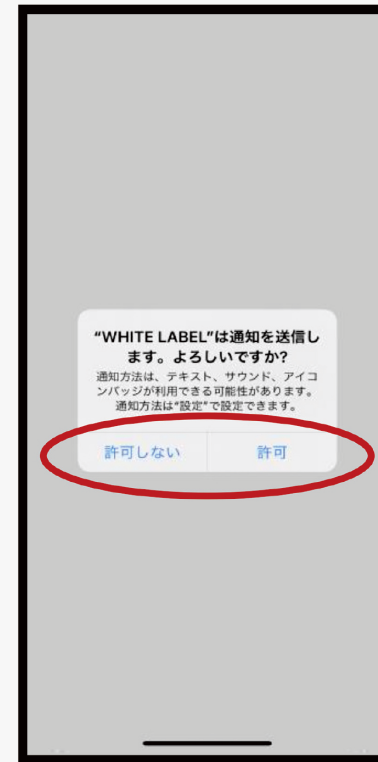 “WHITE LABEL”は通知を送信し
ます。よろしいですか?
通知方法は、テキスト、サウンド、アイコ
ンバッジが利用できる可能性があります。
通知方法は“設定”で設定できます。
許可しない 許可